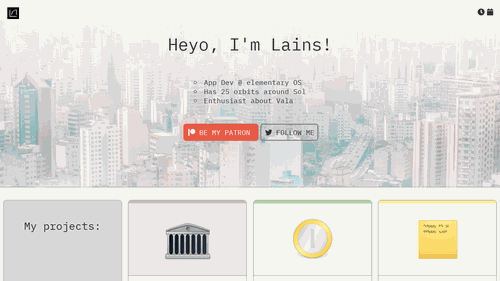 Heyo, I'm Lains!
App Dev @ elementary OS
Has 25 orbits around Sol
Enthusiast about Vala
BE MY PATRON
FOLLOW ME
My projects: